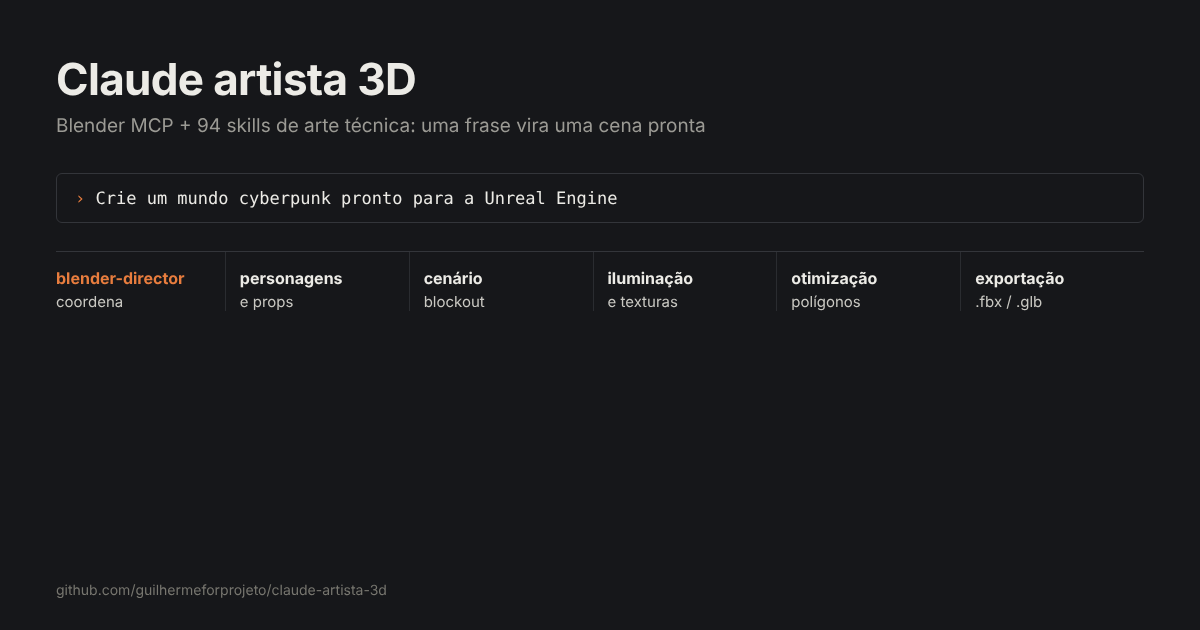 Claude artista 3D
Blender MCP + 94 skills de arte técnica: uma frase vira uma cena pronta
› Crie um mundo cyberpunk pronto para a Unreal Engine
blender-director
coordena
personagens
e props
cenário
blockout
iluminação
e texturas
otimização
polígonos
exportação
.fbx / .glb
github.com/guilhermeforprojeto/claude-artista-3d